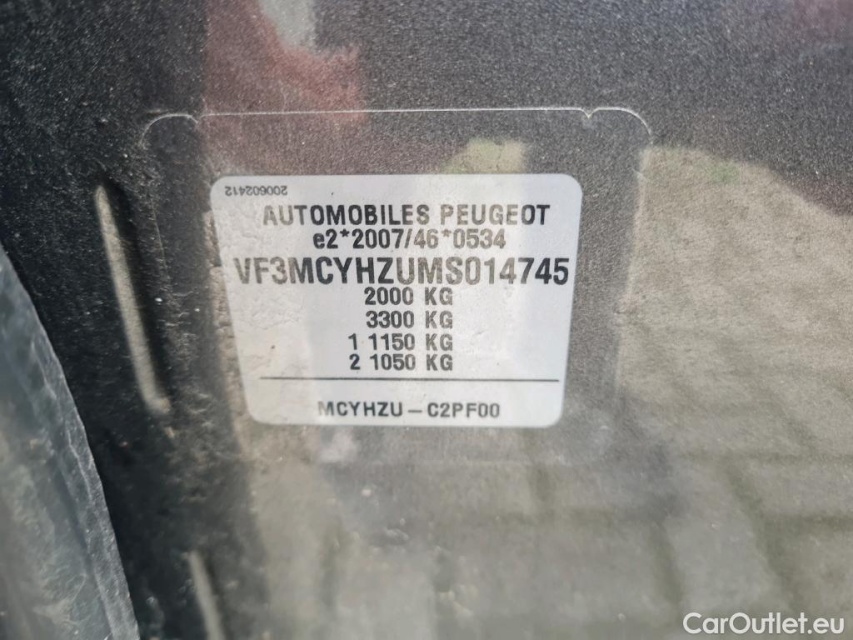 200602412
AUTOMOBILES PEUGEOT
e2*2007/46*0534
VF3MCYHZUMS014745
2000 KG
3300 KG
1 1150 KG
2 1050 KG
MCYHZU – C2PF00
CarOutlet.eu